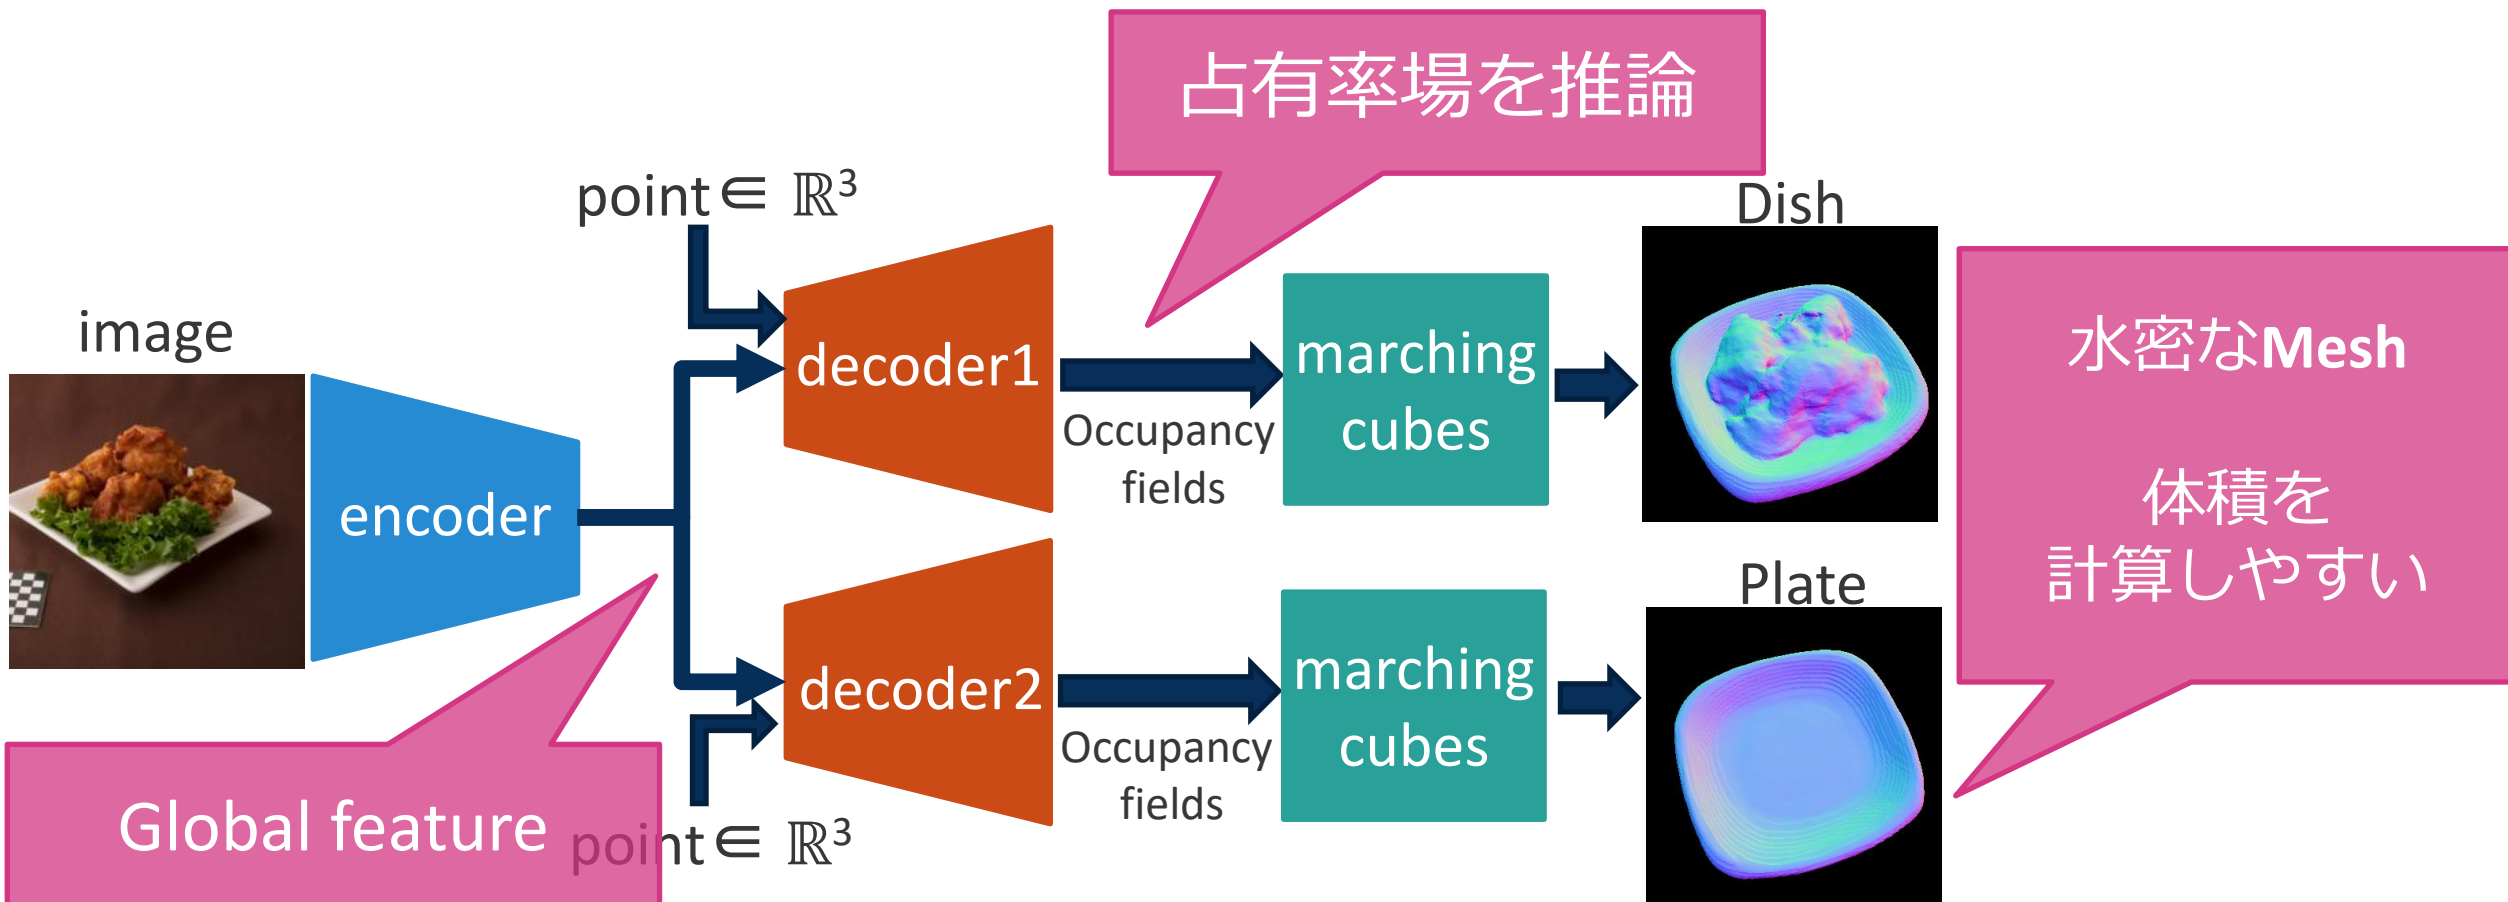 占有率場を推論
point∈ ℝ³
Dish
image
decoder1
marching
cubes
水密なMesh
体積を
計算しやすい
Occupancy
fields
encoder
Plate
decoder2
marching
cubes
Occupancy
fields
Global feature
point∈ ℝ³